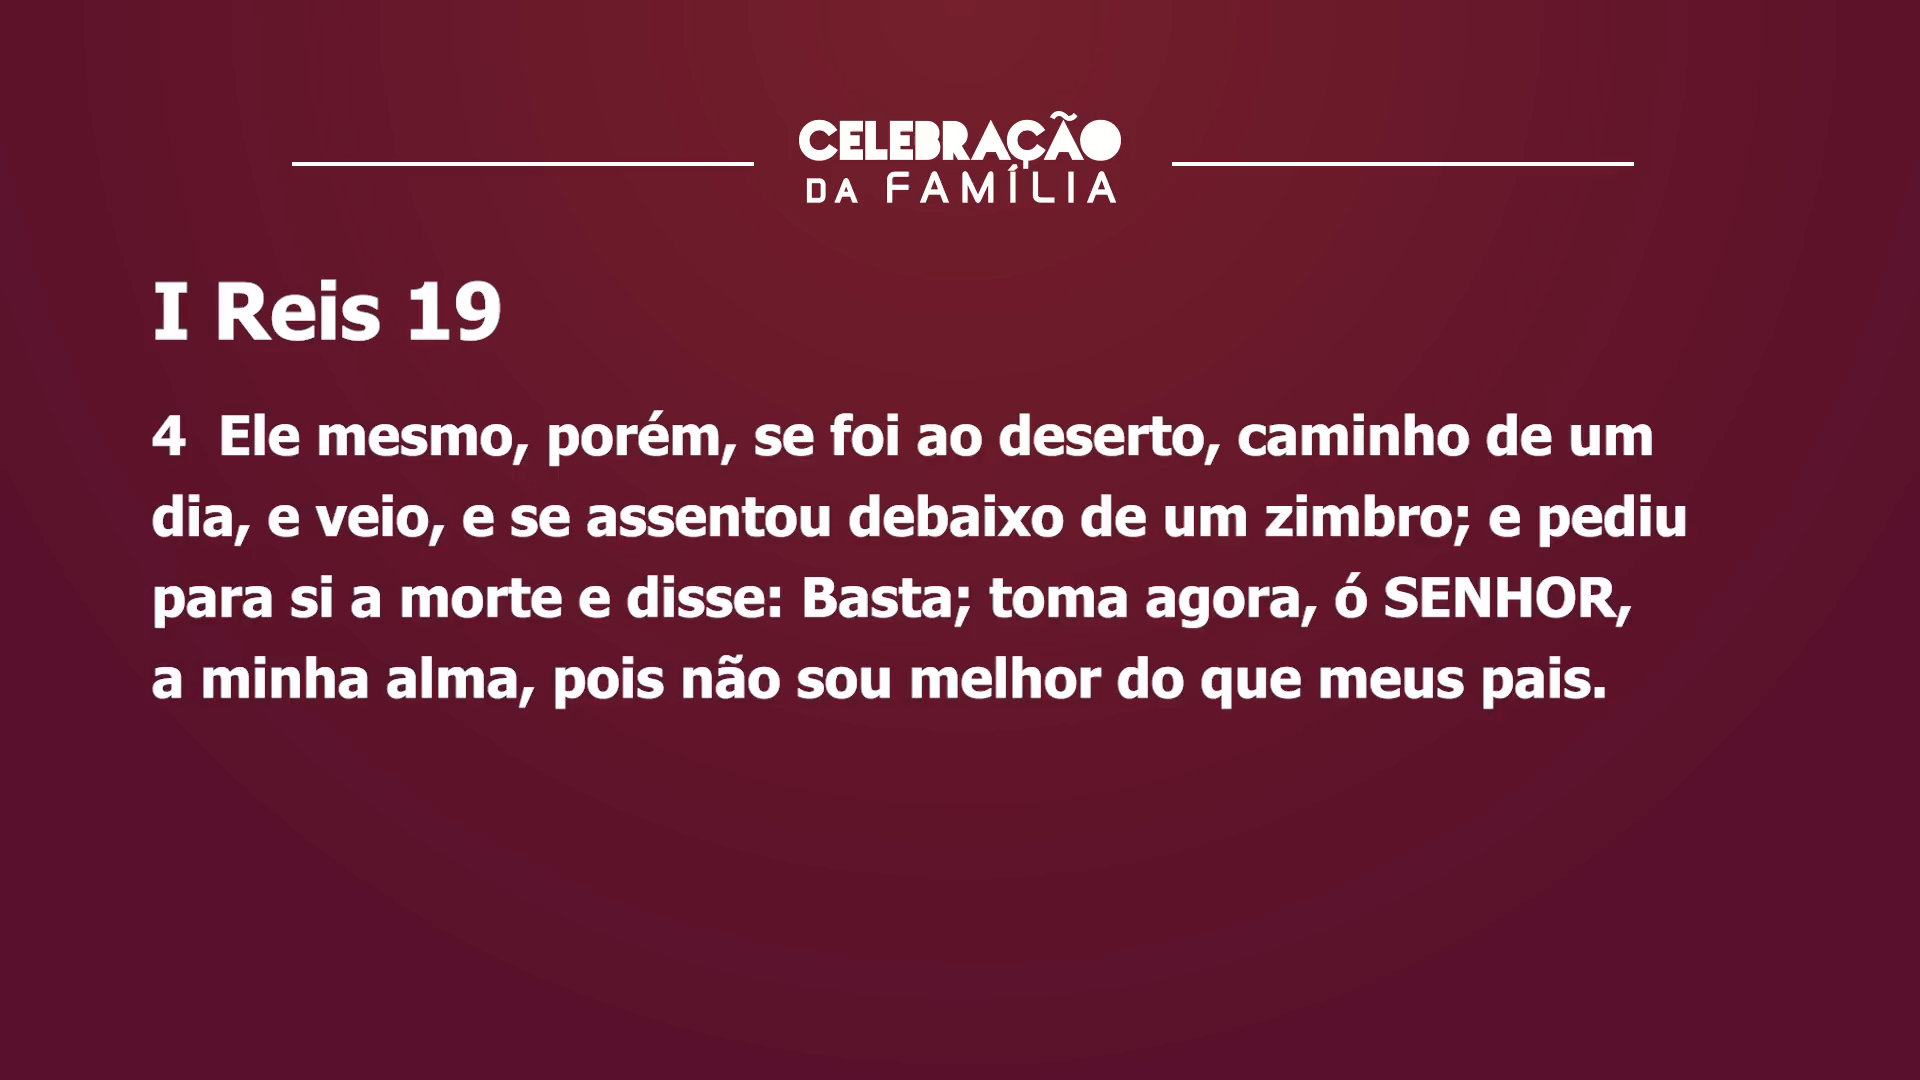 CELEBRAÇÃO
DA FAMÍLIA
I Reis 19
4 Ele mesmo, porém, se foi ao deserto, caminho de um
dia, e veio, e se assentou debaixo de um zimbro; e pediu
para si a morte e disse: Basta; toma agora, ó SENHOR,
a minha alma, pois não sou melhor do que meus pais.